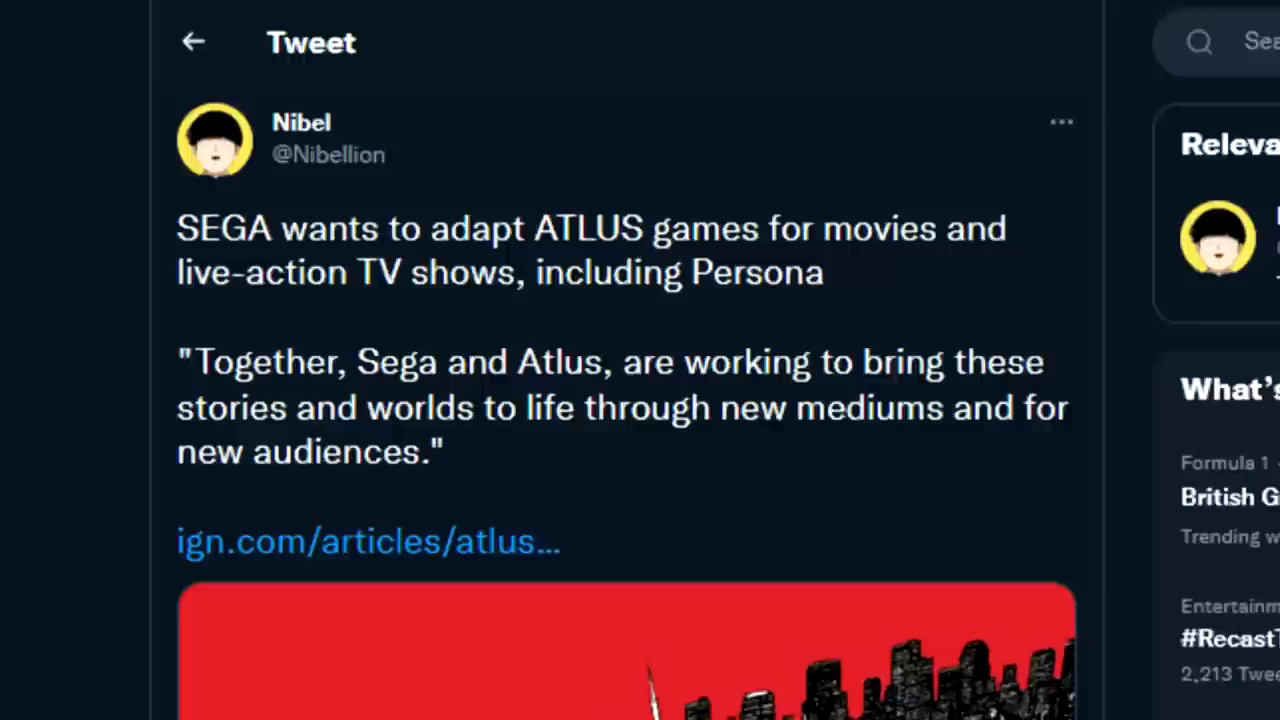 Tweet
Nibel
@Nibellion
SEGA wants to adapt ATLUS games for movies and
live-action TV shows, including Persona
"Together, Sega and Atlus, are working to bring these
stories and worlds to life through new mediums and for
new audiences."
ign.com/articles/atlus...
Sea
Releva
What's
Formula 1
British G
Trending w
Entertainm
#RecastT
2,213 Twee